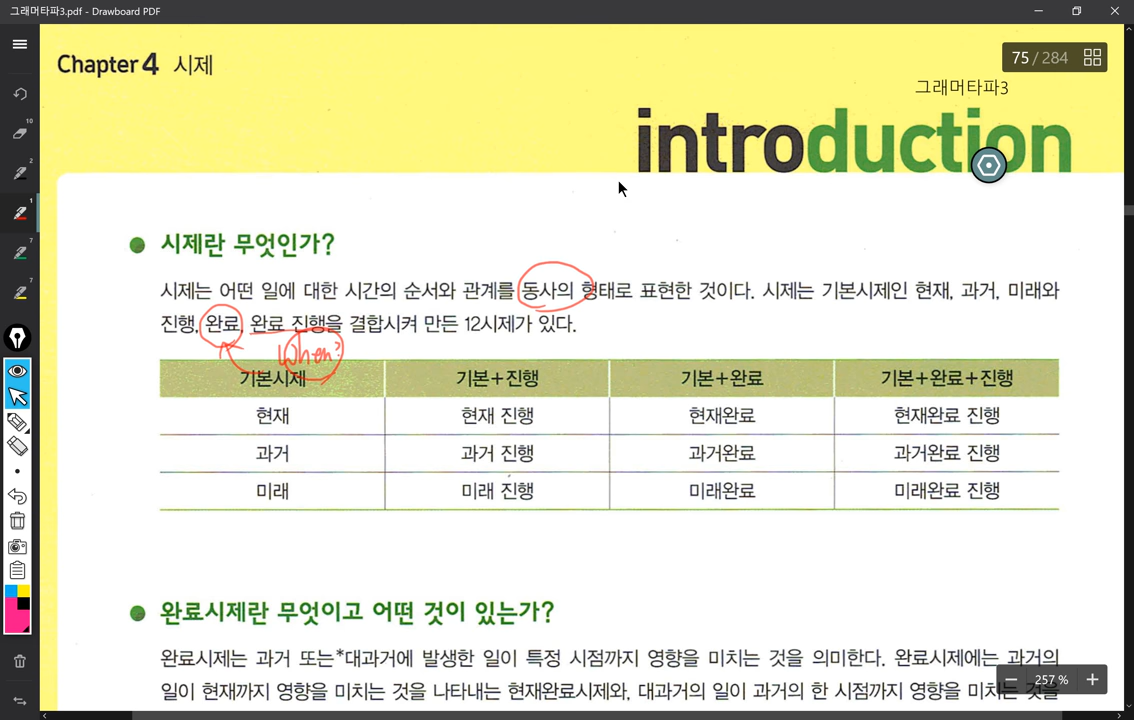 그래머타파3.pdf - Drawboard PDF
Chapter 4 시제
75 / 284
그래머타파3
introduction
10
2
1
7
7
시제란 무엇인가?
시제는 어떤 일에 대한 시간의 순서와 관계를 동사의 형태로 표현한 것이다. 시제는 기본시제인 현재, 과거, 미래와
진행, 완료, 완료 진행을 결합시켜 만든 12시제가 있다.
When?
기본시제 기본+진행 기본+완료 기본+완료+진행
현재 현재 진행 현재완료 현재완료 진행
과거 과거 진행 과거완료 과거완료 진행
미래 미래 진행 미래완료 미래완료 진행
완료시제란 무엇이고 어떤 것이 있는가?
완료시제는 과거 또는*대과거에 발생한 일이 특정 시점까지 영향을 미치는 것을 의미한다. 완료시제에는 과거의
일이 현재까지 영향을 미치는 것을 나타내는 현재완료시제와, 대과거의 일이 과거의 한 시점까지 영향을 미치는 것을
257 %